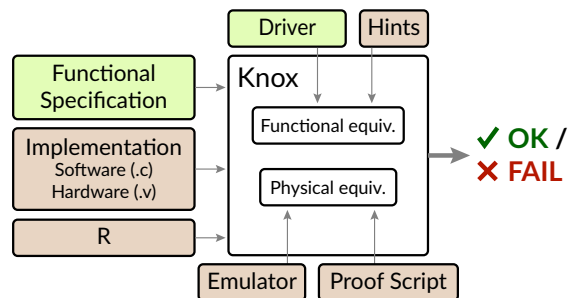 Driver
Hints
Functional
Specification
Knox
Functional equiv.
Implementation
Software (.c)
Hardware (.v)
Physical equiv.
✓ OK /
✕ FAIL
R
Emulator
Proof Script